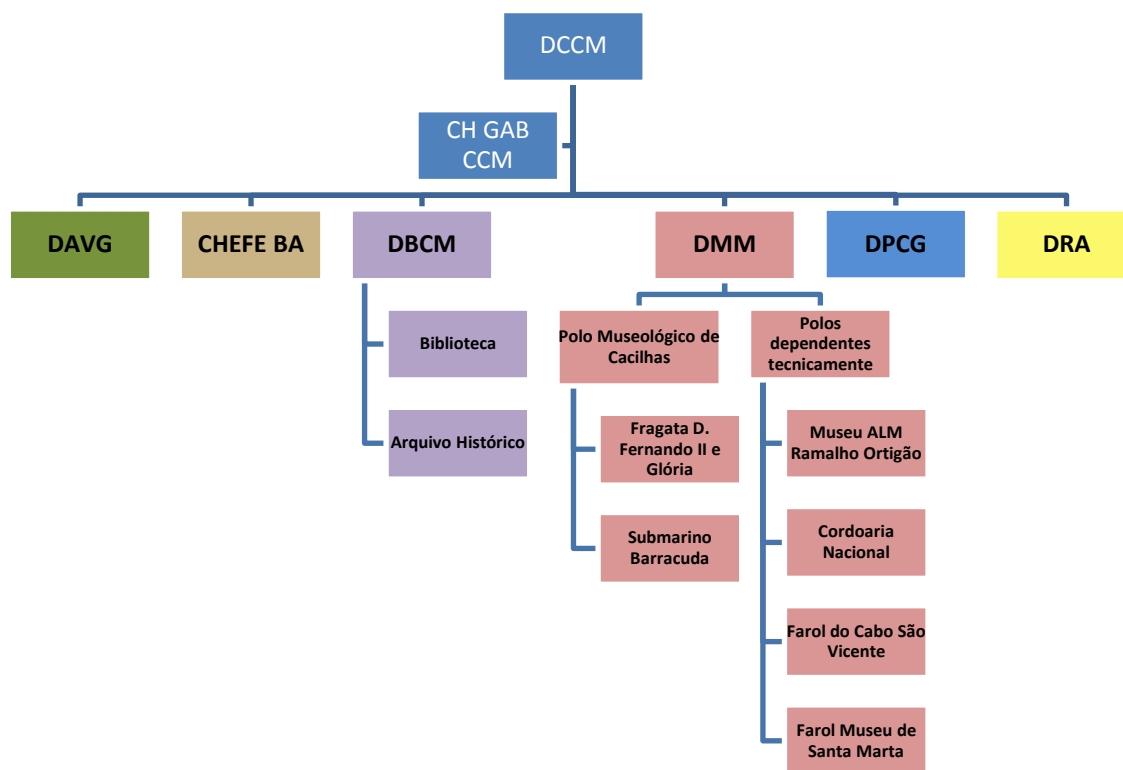 DCCM
CH GAB
CCM
DAVG
CHEFE BA
DBCM
DMM
DPCG
DRA
Biblioteca
Arquivo Histórico
Polo Museológico de
Cacilhas
Fragata D.
Fernando II e
Glória
Submarino
Barracuda
Polos
dependentes
tecnicamente
Museu ALM
Ramalho Ortigão
Cordoaria
Nacional
Farol do Cabo São
Vicente
Farol Museu de
Santa Marta